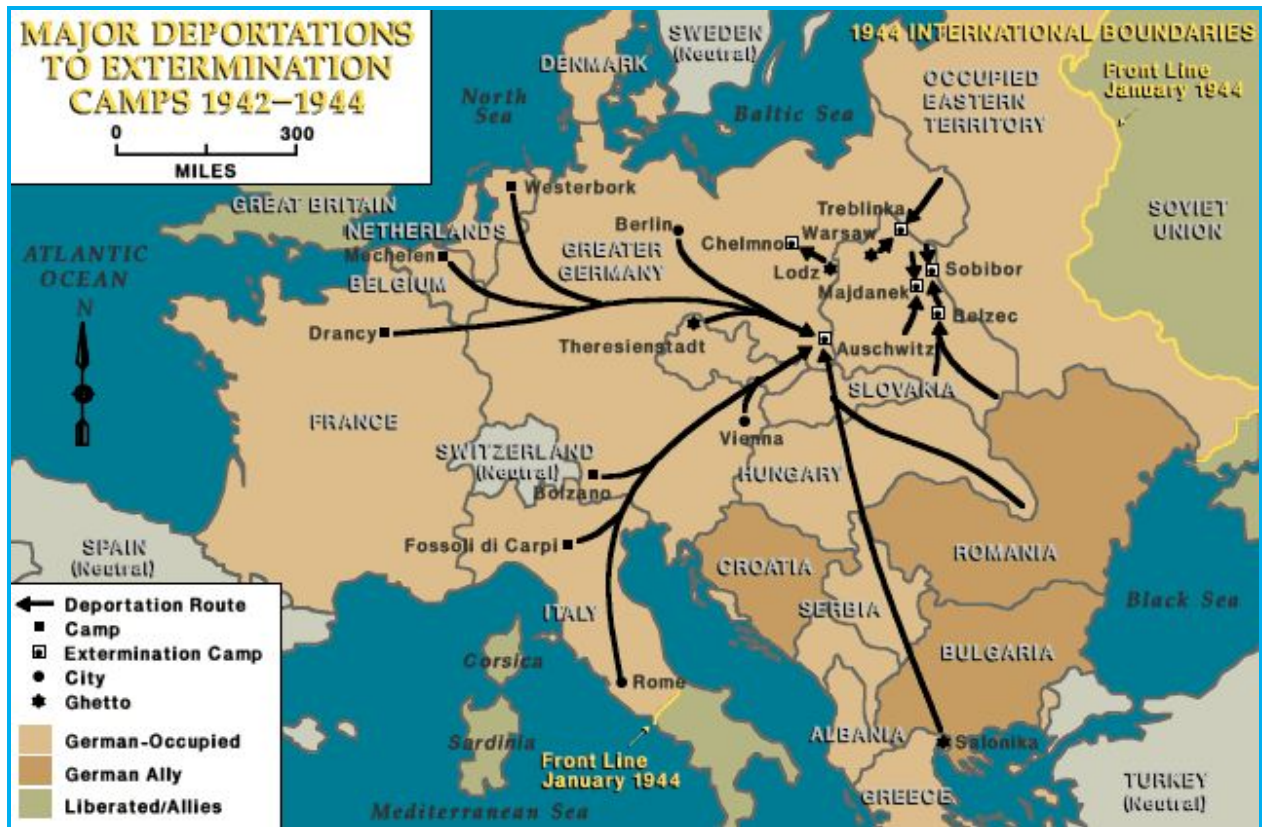 MAJOR DEPORTATIONS
TO EXTERMINATION
CAMPS 1942–1944
0 300
MILES
1944 INTERNATIONAL BOUNDARIES
Front Line
January 1944
SWEDEN
(Neutral)
DENMARK
North
Sea
Baltic Sea
OCCUPIED
EASTERN
TERRITORY
SOVIET
UNION
GREAT BRITAIN
NETHERLANDS
Westerbork
Berlin
Treblinka
Warsaw
Chelmno
Lodz
Sobibor
Majdanek
Belzec
ATLANTIC
OCEAN
N
Mechelen
BELGIUM
GREATER
GERMANY
Drancy
Theresienstadt
Auschwitz
SLOVAKIA
FRANCE
Vienna
SWITZERLAND
(Neutral)
Bolzano
HUNGARY
SPAIN
(Neutral)
Fossoli di Carpi
CROATIA
ROMANIA
ITALY
SERBIA
Black Sea
Corsica
BULGARIA
Rome
Sardinia
ALBANIA
Salonika
Front Line
January 1944
GREECE
TURKEY
(Neutral)
Mediterranean Sea
Deportation Route
Camp
Extermination Camp
City
Ghetto
German-Occupied
German Ally
Liberated/Allies